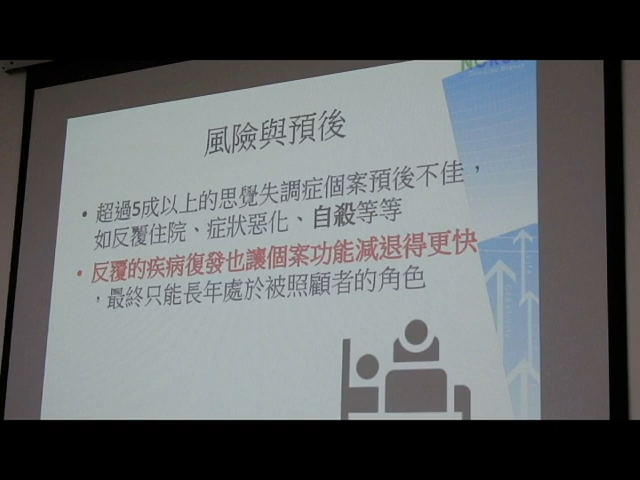 風險與預後
• 超過5成以上的思覺失調症個案預後不佳，
如反覆住院、症狀惡化、自殺等等
• 反覆的疾病復發也讓個案功能減退得更快
，最終只能長年處於被照顧者的角色